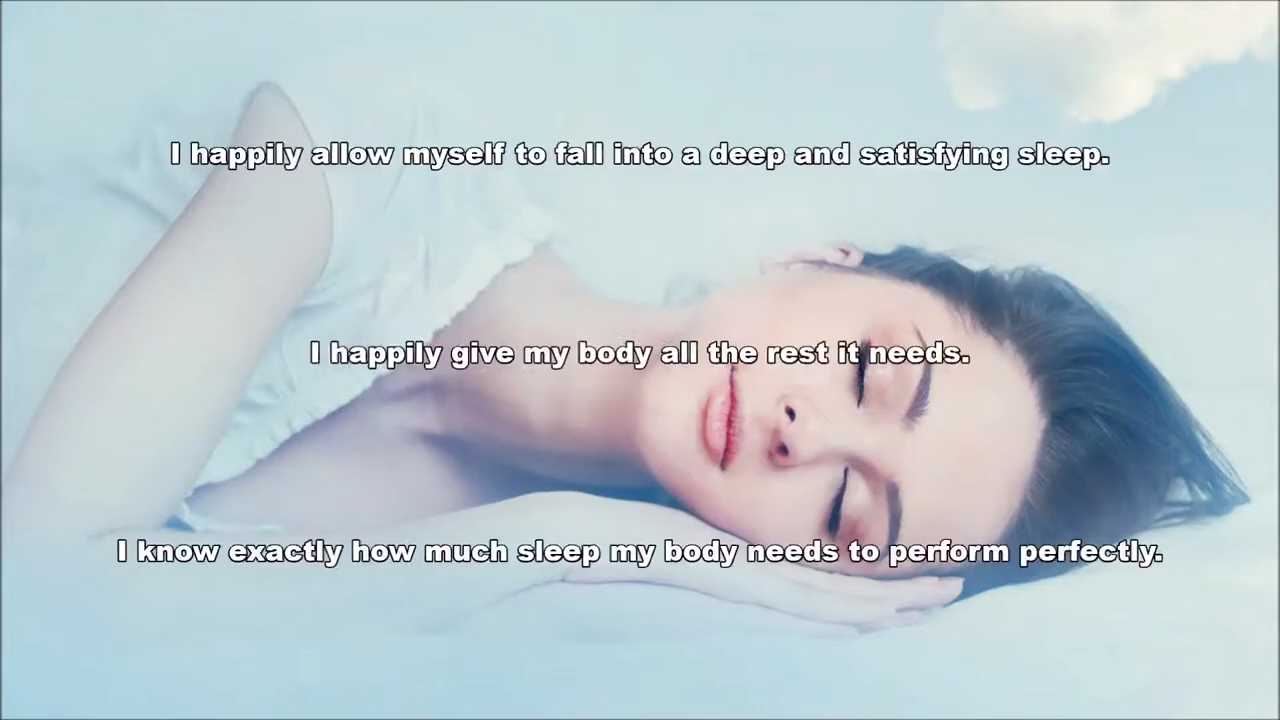 I happily allow myself to fall into a deep and satisfying sleep.
I happily give my body all the rest it needs.
I know exactly how much sleep my body needs to perform perfectly.